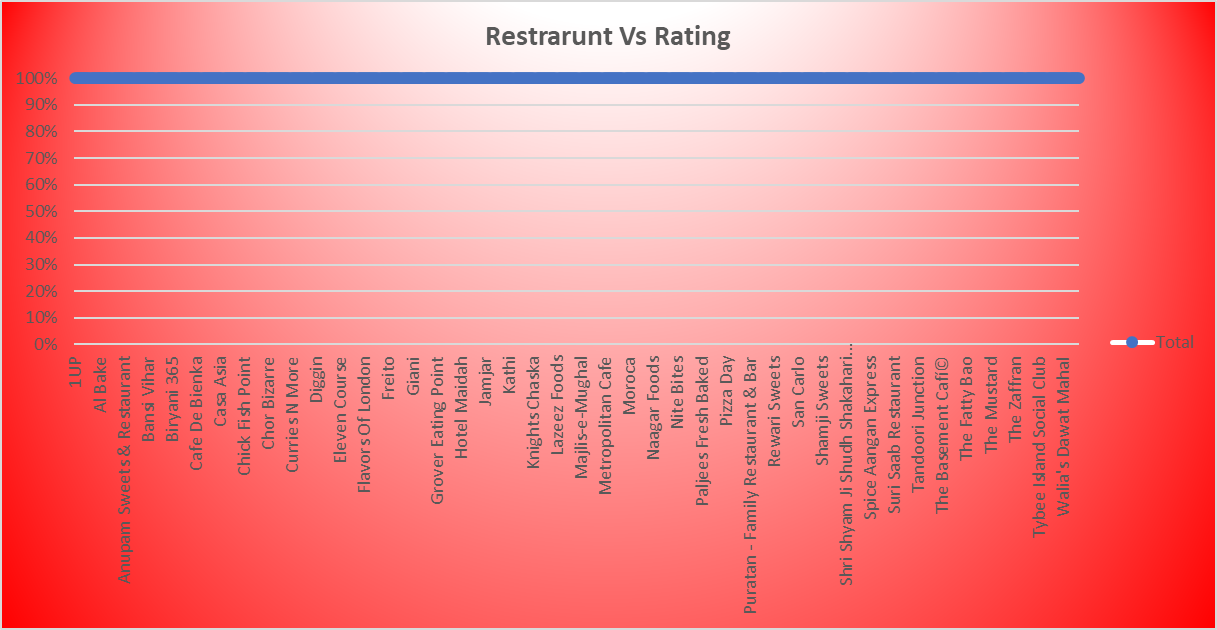 Restrarunt Vs Rating
100%
90%
80%
70%
60%
50%
40%
30%
20%
10%
0%
1UP
Al Bake
Anupam Sweets & Restaurant
Bansi Vihar
Biryani 365
Cafe De Bienka
Casa Asia
Chick Fish Point
Chor Bizarre
Curries N More
Diggin
Eleven Course
Flavors Of London
Freito
Giani
Grover Eating Point
Hotel Maidah
Jamjar
Kathi
Knights Chaska
Lazeez Foods
Majlis-e-Mughal
Metropolitan Cafe
Moroca
Naagar Foods
Nite Bites
Paljees Fresh Baked
Pizza Day
Puratan - Family Restaurant & Bar
Rewari Sweets
San Carlo
Shamji Sweets
Shri Shyam Ji Shudh Shakahari...
Spice Aangan Express
Suri Saab Restaurant
Tandoori Junction
The Basement Cafí©
The Fatty Bao
The Mustard
The Zaffran
Tybee Island Social Club
Walia's Dawat Mahal
Total